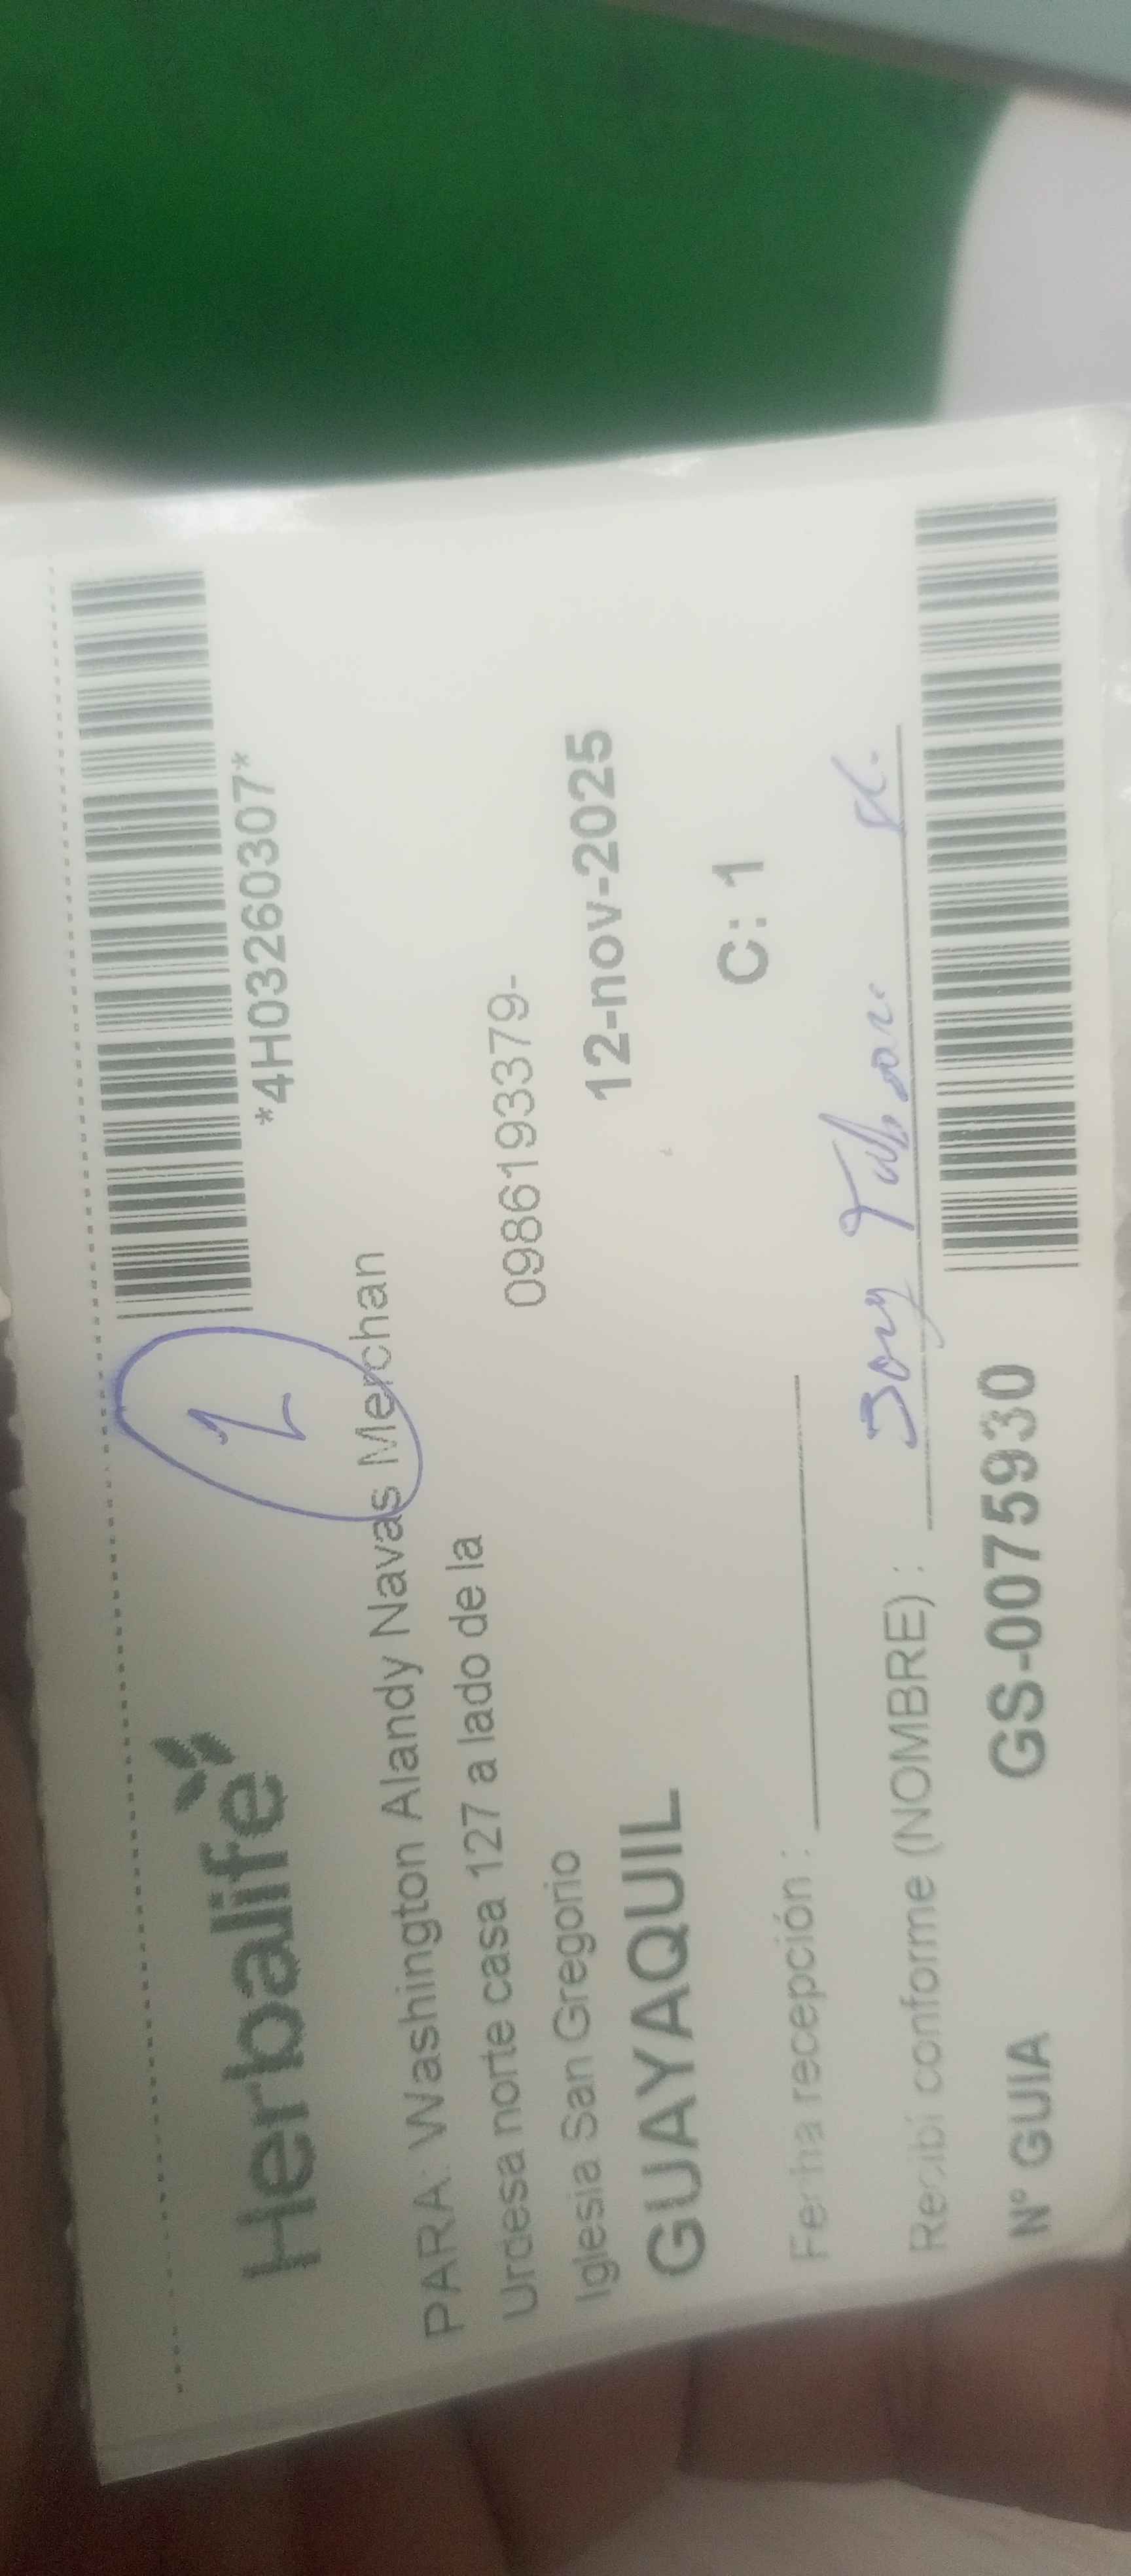 Herbalife
1
*4H03260307*
PARA: Washington Alandy Navas Merchan
Urdesa norte casa 127 a lado de la
Iglesia San Gregorio
0986193379-
GUAYAQUIL
12-nov-2025
C: 1
Fecha recepción :
Recibí conforme (NOMBRE) :
N° GUIA GS-0075930